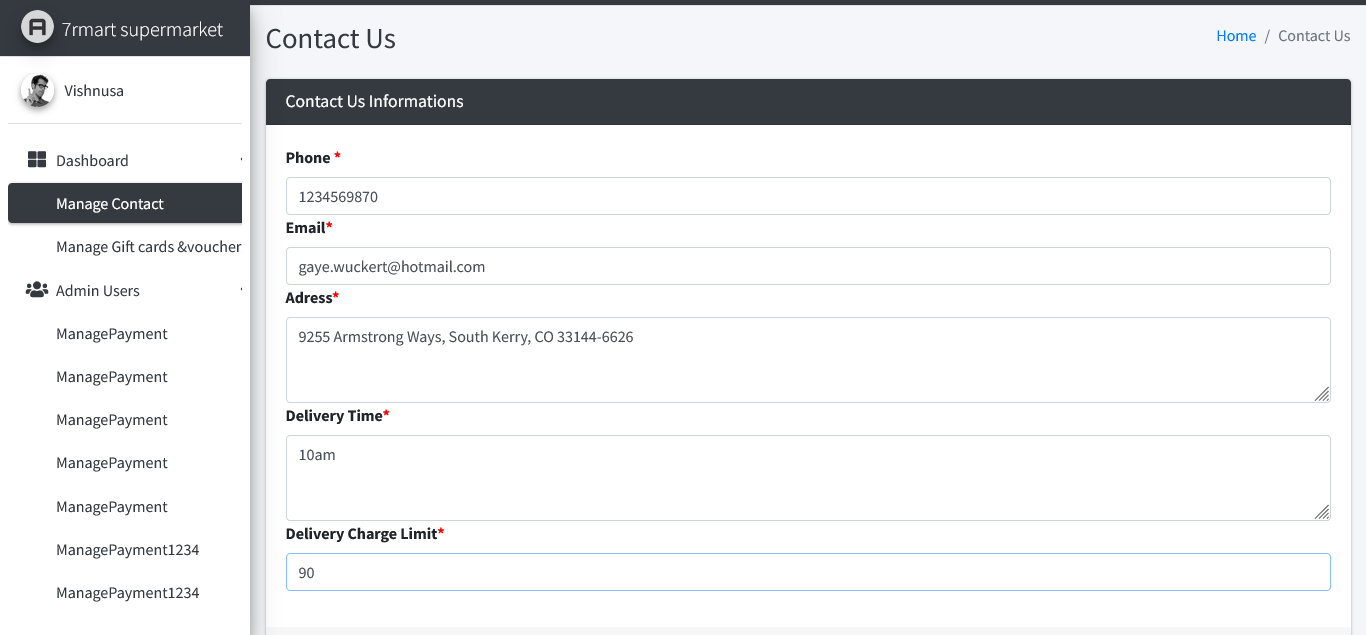 7rmart supermarket
Vishnusa
Dashboard
Manage Contact
Manage Gift cards &voucher
Admin Users
ManagePayment
ManagePayment
ManagePayment
ManagePayment
ManagePayment
ManagePayment1234
ManagePayment1234
Contact Us
Home / Contact Us
Contact Us Informations
Phone *
1234569870
Email*
gaye.wuckert@hotmail.com
Adress*
9255 Armstrong Ways, South Kerry, CO 33144-6626
Delivery Time*
10am
Delivery Charge Limit*
90